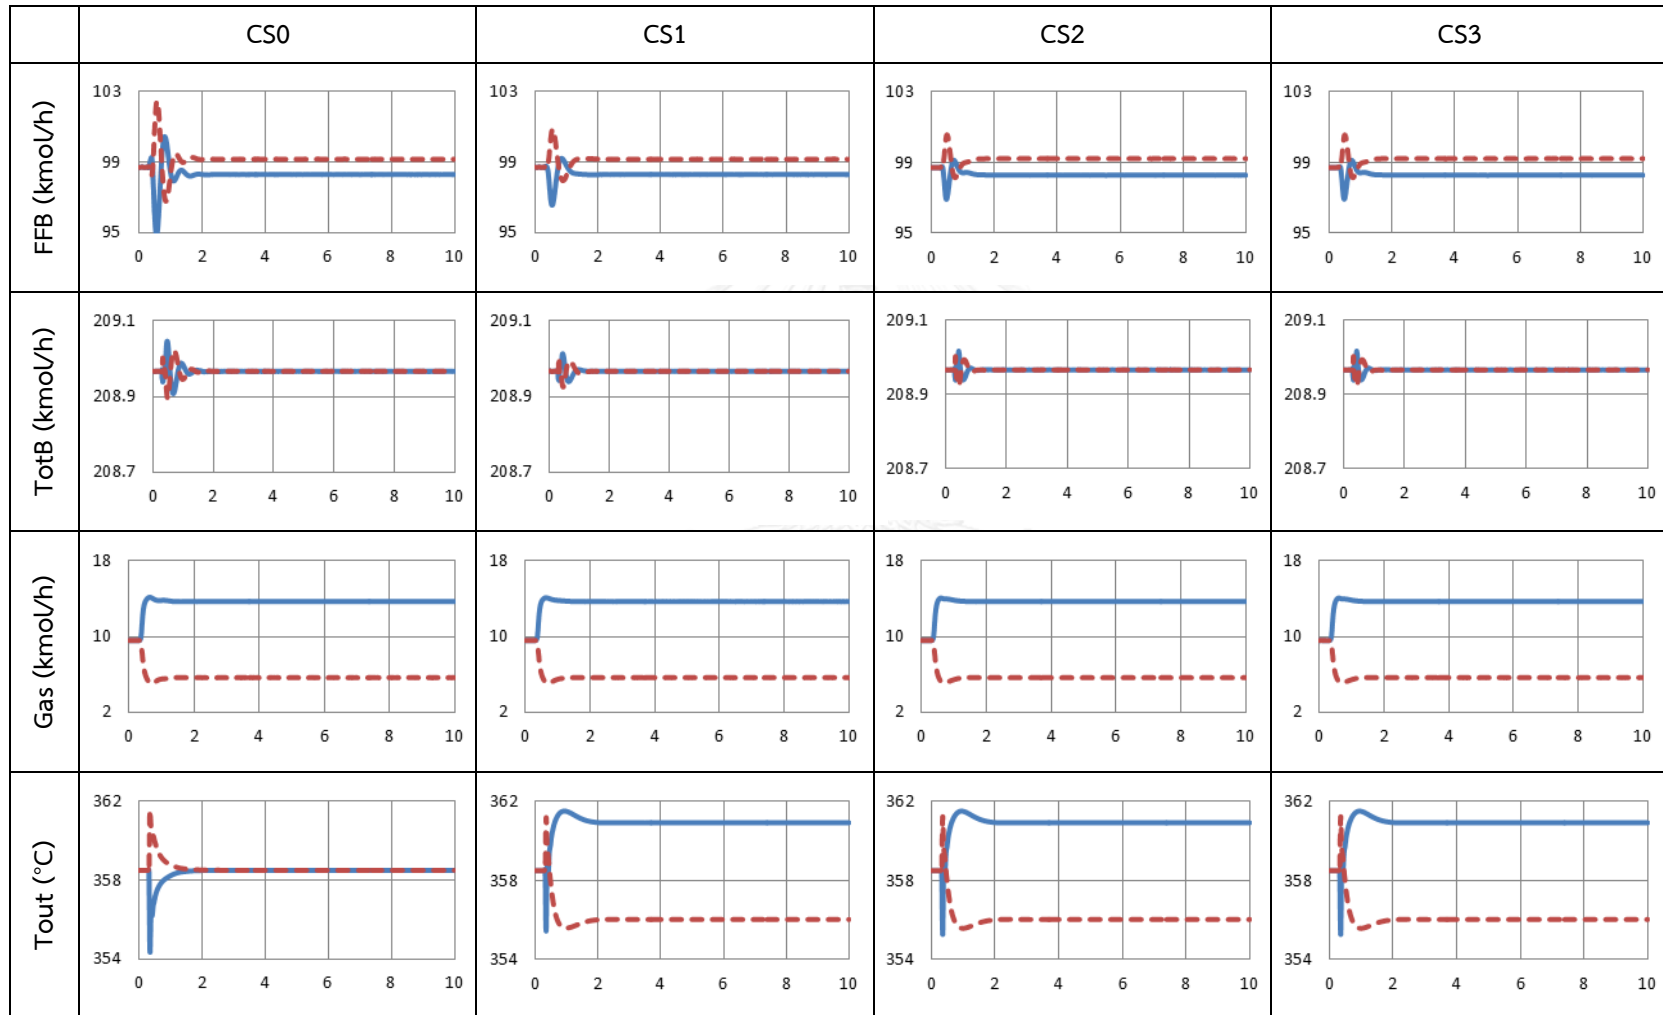 CS0 CS1 CS2 CS3
FFB (kmol/h)
103 103 103 103
99 99 99 99
95 95 95 95
0 2 4 6 8 10 0 2 4 6 8 10 0 2 4 6 8 10 0 2 4 6 8 10
TotB (kmol/h)
209.1 209.1 209.1 209.1
208.9 208.9 208.9 208.9
208.7 208.7 208.7 208.7
0 2 4 6 8 10 0 2 4 6 8 10 0 2 4 6 8 10 0 2 4 6 8 10
Gas (kmol/h)
18 18 18 18
10 10 10 10
2 2 2 2
0 2 4 6 8 10 0 2 4 6 8 10 0 2 4 6 8 10 0 2 4 6 8 10
Tout (°C)
362 362 362 362
358 358 358 358
354 354 354 354
0 2 4 6 8 10 0 2 4 6 8 10 0 2 4 6 8 10 0 2 4 6 8 10